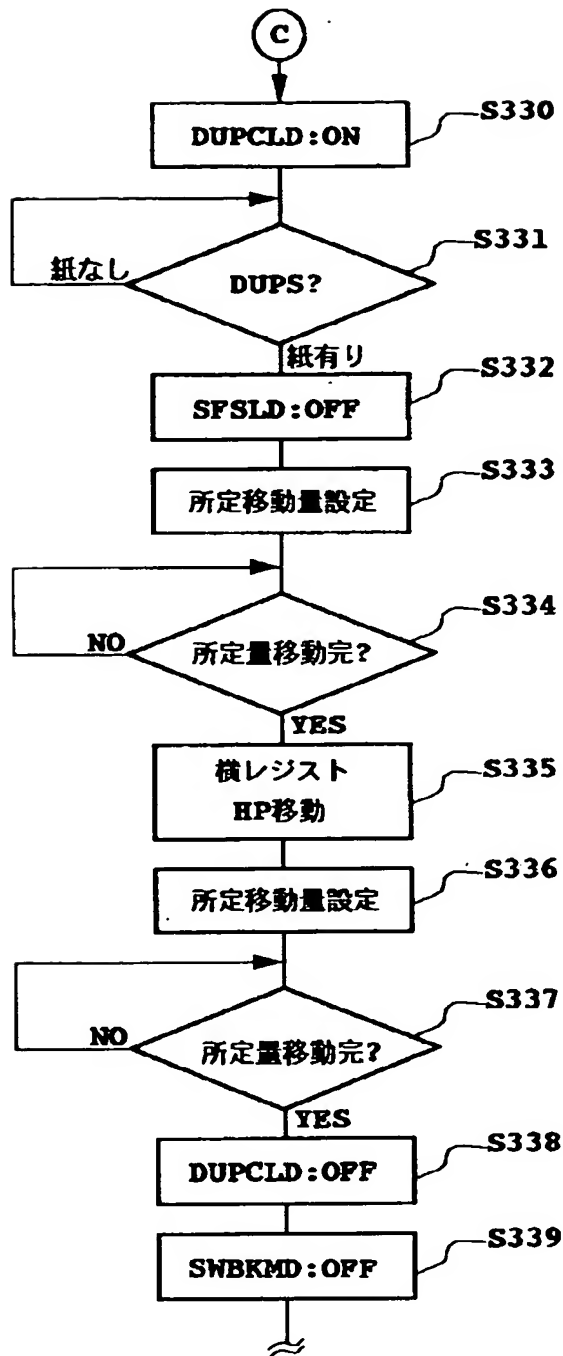 C
DUPCLD:ON
S330
S331
紙なし
DUPS?
紙有り
S332
SFSLD:OFF
S333
所定移動量設定
S334
NO
所定量移動完?
YES
横レジスト
HP移動
S335
S336
所定移動量設定
S337
NO
所定量移動完?
YES
S338
DUPCLD:OFF
S339
SWBKMD:OFF